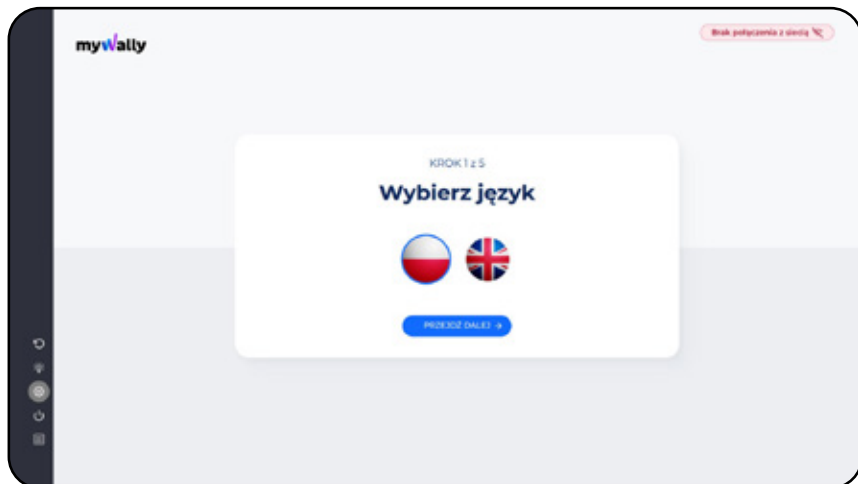 myWally
Brak połączenia z siecią
KROK 1 z 5
Wybierz język
PRZEJDŹ DALEJ